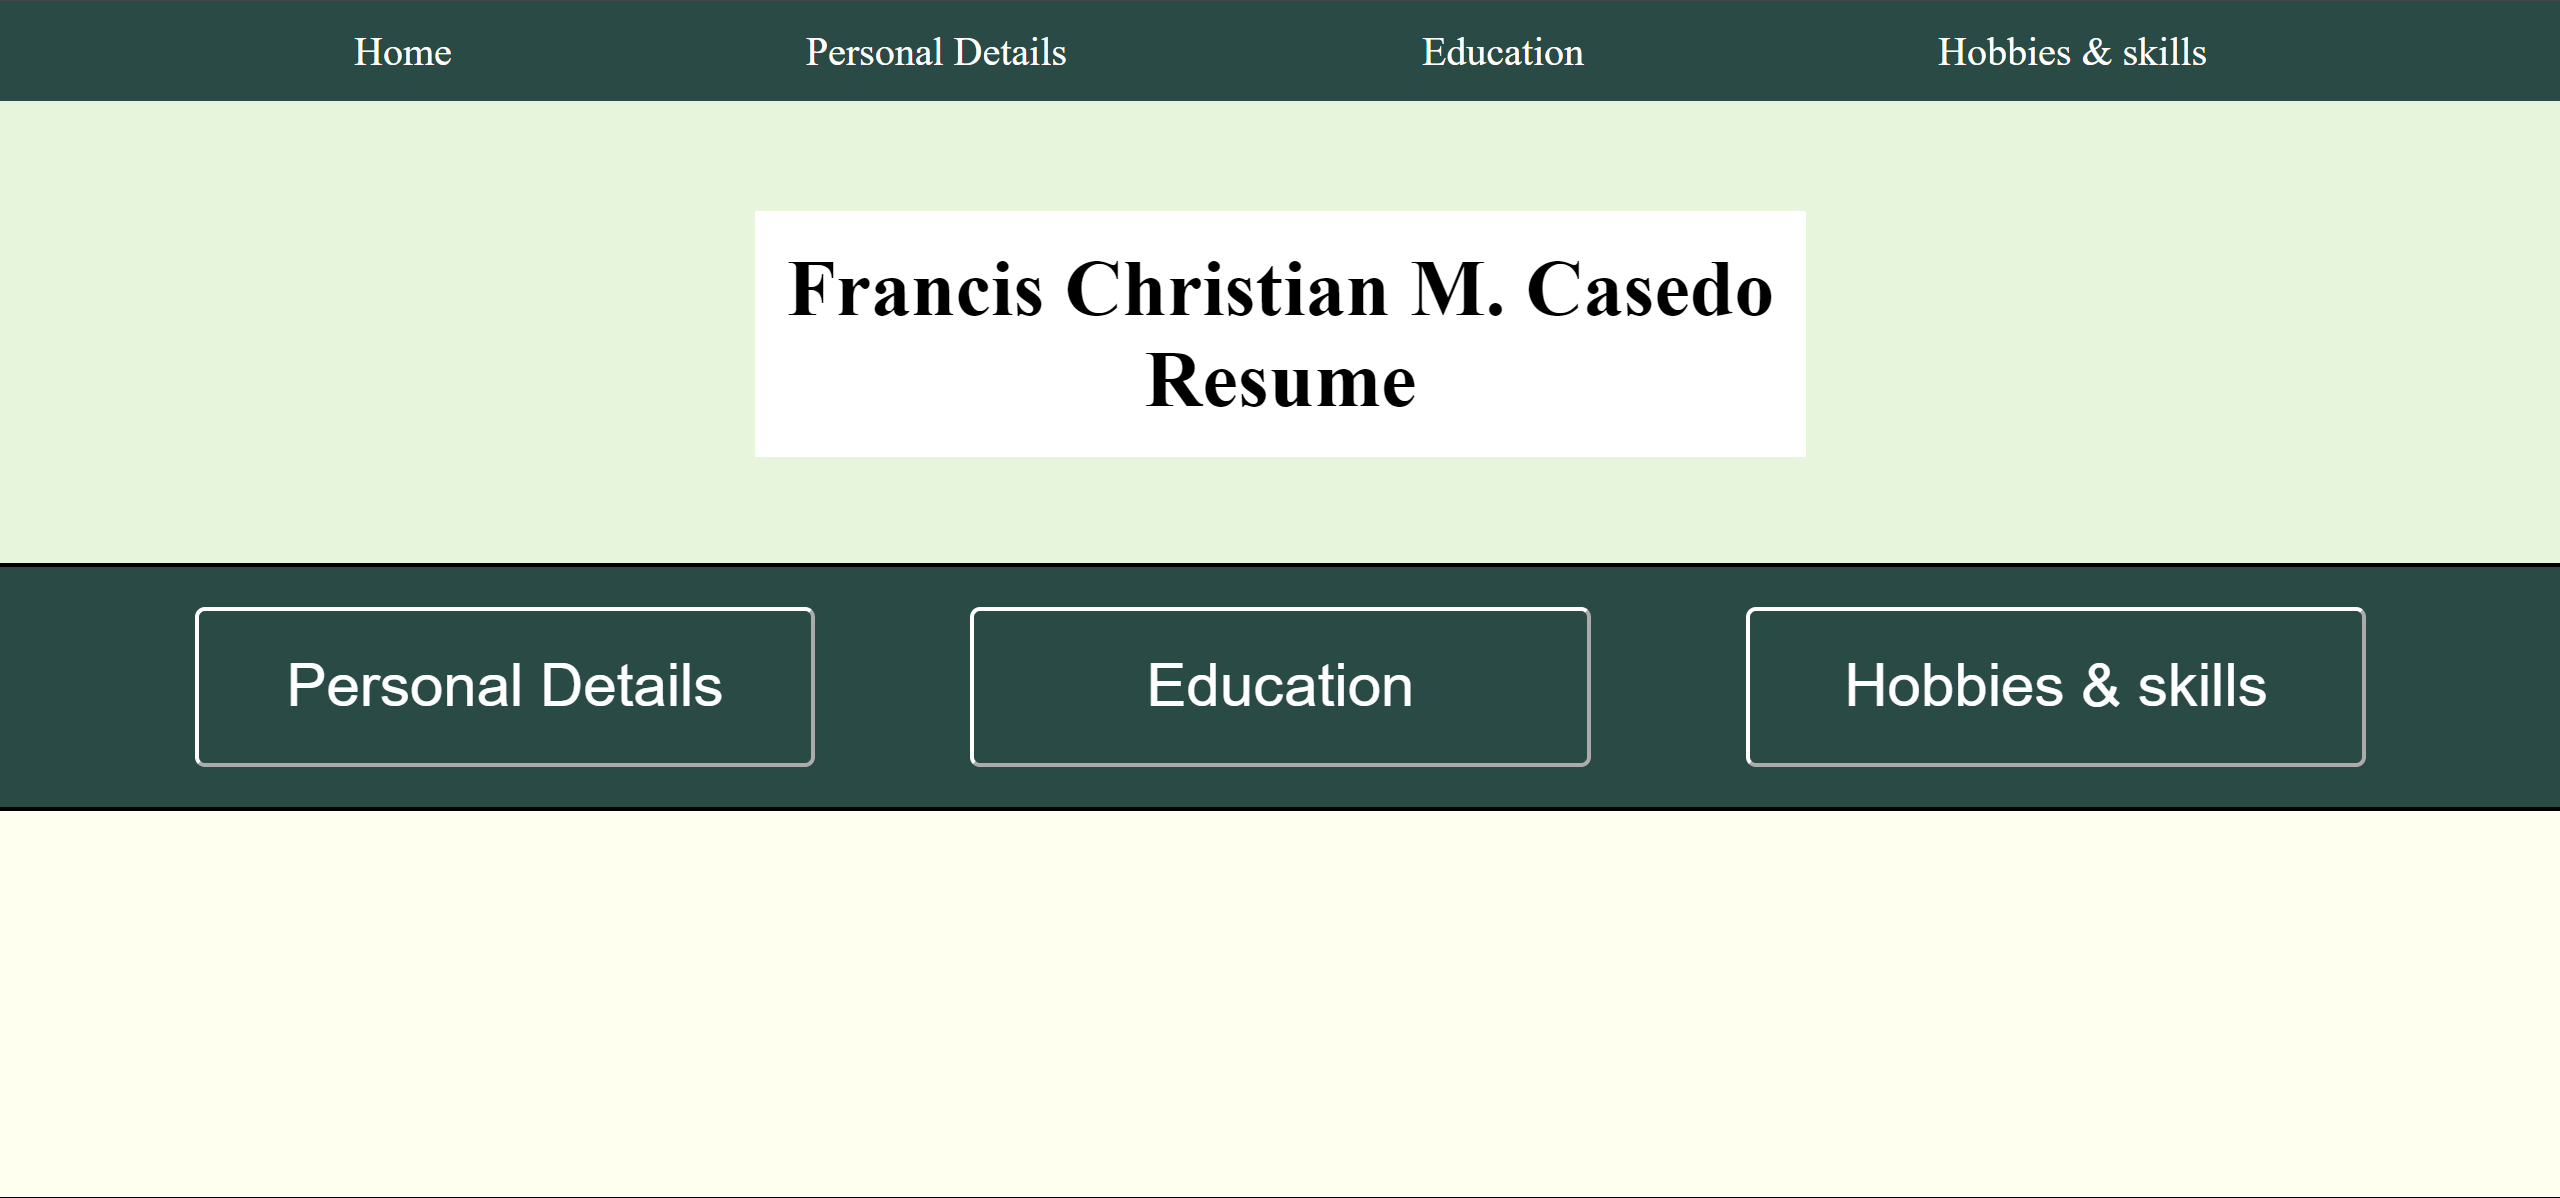 Home Personal Details Education Hobbies & skills
Francis Christian M. Casedo
Resume
Personal Details Education Hobbies & skills